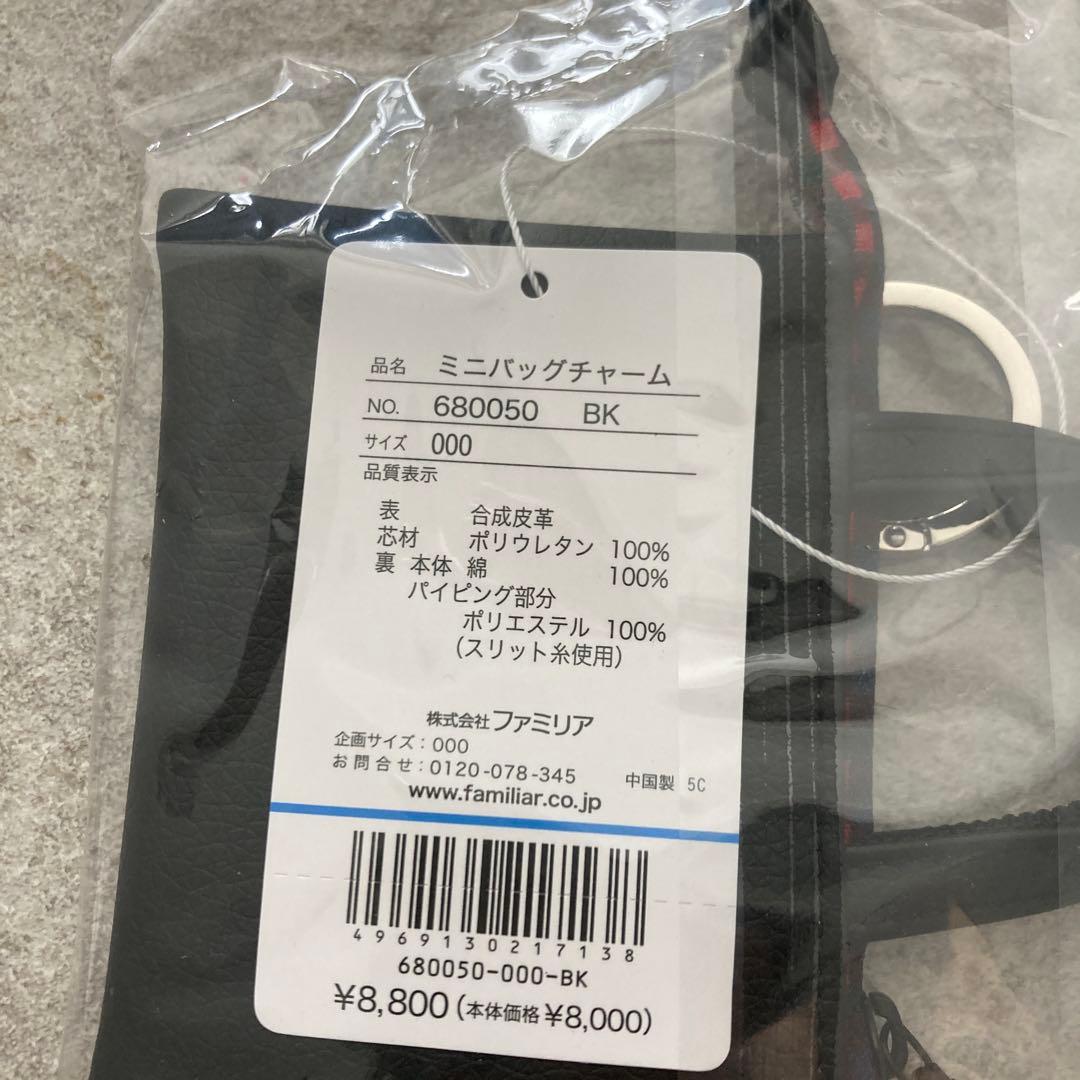 品名 ミニバッグチャーム
NO. 680050 BK
サイズ 000
品質表示
表 合成皮革
芯材 ポリウレタン 100%
裏 本体 綿 100%
パイピング部分
ポリエステル 100%
(スリット糸使用)
株式会社ファミリア
企画サイズ：000
お問合せ：0120-078-345 中国製 5C
www.familiar.co.jp
4969130217138
680050-000-BK
¥8,800(本体価格 ¥8,000)